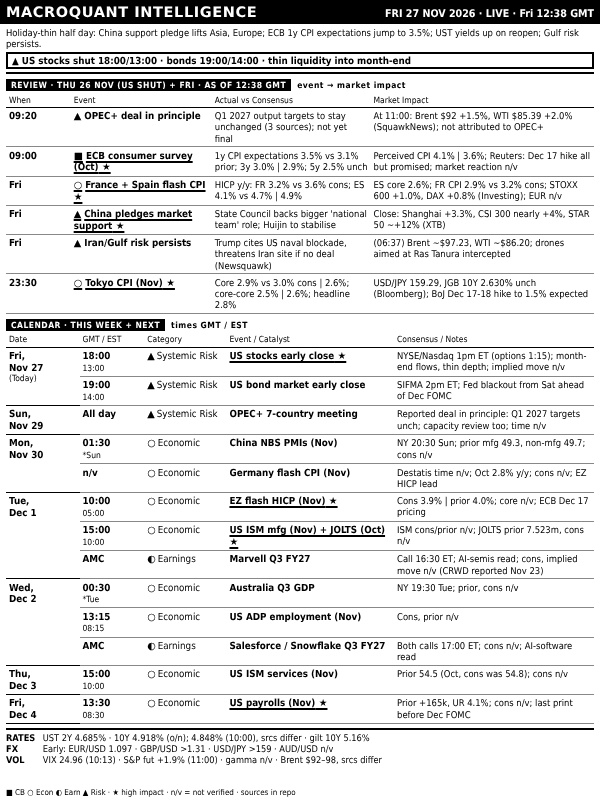 MACROQUANT INTELLIGENCE FRI 27 NOV 2026 · LIVE · Fri 12:38 GMT
Holiday-thin half day: China support pledge lifts Asia, Europe; ECB 1y CPI expectations jump to 3.5%; UST yields up on reopen; Gulf risk
persists.
▲ US stocks shut 18:00/13:00 · bonds 19:00/14:00 · thin liquidity into month-end
REVIEW · THU 26 NOV (US SHUT) + FRI · AS OF 12:38 GMT event → market impact
When Event Actual vs Consensus Market Impact
09:20 ▲ OPEC+ deal in principle Q1 2027 output targets to stay At 11:00: Brent $92 +1.5%, WTI $85.39 +2.0%
unchanged (3 sources); not yet (SquawkNews); not attributed to OPEC+
final
09:00 ■ ECB consumer survey 1y CPI expectations 3.5% vs 3.1% Perceived CPI 4.1% | 3.6%; Reuters: Dec 17 hike all
(Oct) ★ prior; 3y 3.0% | 2.9%; 5y 2.5% unch but promised; market reaction n/v
Fri ○ France + Spain flash CPI HICP y/y: FR 3.2% vs 3.6% cons; ES ES core 2.6%; FR CPI 2.9% vs 3.2% cons; STOXX
★ 4.1% vs 4.7% | 4.9% 600 +1.0%, DAX +0.8% (Investing); EUR n/v
Fri ▲ China pledges market State Council backs bigger 'national Close: Shanghai +3.3%, CSI 300 nearly +4%, STAR
support ★ team' role; Huijin to stabilise 50 ~+12% (XTB)
Fri ▲ Iran/Gulf risk persists Trump cites US naval blockade, (06:37) Brent ~$97.23, WTI ~$86.20; drones
threatens Iran site if no deal aimed at Ras Tanura intercepted
(Newsquawk)
23:30 ○ Tokyo CPI (Nov) ★ Core 2.9% vs 3.0% cons | 2.6%; USD/JPY 159.29, JGB 10Y 2.630% unch
core-core 2.5% | 2.6%; headline (Bloomberg); BoJ Dec 17-18 hike to 1.5% expected
2.8%
CALENDAR · THIS WEEK + NEXT times GMT / EST
Date GMT / EST Category Event / Catalyst Consensus / Notes
Fri, 18:00 ▲ Systemic Risk US stocks early close ★ NYSE/Nasdaq 1pm ET (options 1:15); month-
Nov 27 13:00 end flows, thin depth; implied move n/v
(Today)
19:00 ▲ Systemic Risk US bond market early close SIFMA 2pm ET; Fed blackout from Sat ahead
14:00 of Dec FOMC
Sun, All day ▲ Systemic Risk OPEC+ 7-country meeting Reported deal in principle: Q1 2027 targets
Nov 29 unch; capacity review too; time n/v
Mon, 01:30 ○ Economic China NBS PMIs (Nov) NY 20:30 Sun; prior mfg 49.3, non-mfg 49.7;
Nov 30 *Sun cons n/v
n/v ○ Economic Germany flash CPI (Nov) Destatis time n/v; Oct 2.8% y/y; cons n/v; EZ
HICP lead
Tue, 10:00 ○ Economic EZ flash HICP (Nov) ★ Cons 3.9% | prior 4.0%; core n/v; ECB Dec 17
Dec 1 05:00 pricing
15:00 ○ Economic US ISM mfg (Nov) + JOLTS (Oct) ISM cons/prior n/v; JOLTS prior 7.523m, cons
10:00 ★ n/v
AMC ◐ Earnings Marvell Q3 FY27 Call 16:30 ET; AI-semis read; cons, implied
move n/v (CRWD reported Nov 23)
Wed, 00:30 ○ Economic Australia Q3 GDP NY 19:30 Tue; prior, cons n/v
Dec 2 *Tue
13:15 ○ Economic US ADP employment (Nov) Cons, prior n/v
08:15
AMC ◐ Earnings Salesforce / Snowflake Q3 FY27 Both calls 17:00 ET; cons n/v; AI-software
read
Thu, 15:00 ○ Economic US ISM services (Nov) Prior 54.5 (Oct, cons was 54.8); cons n/v
Dec 3 10:00
Fri, 13:30 ○ Economic US payrolls (Nov) ★ Prior +165k, UR 4.1%; cons n/v; last print
Dec 4 08:30 before Dec FOMC
RATES UST 2Y 4.685% · 10Y 4.918% (o/n); 4.848% (10:00), srcs differ · gilt 10Y 5.16%
FX Early: EUR/USD 1.097 · GBP/USD >1.31 · USD/JPY >159 · AUD/USD n/v
VOL VIX 24.96 (10:13) · S&P fut +1.9% (11:00) · gamma n/v · Brent $92–98, srcs differ
■ CB ○ Econ ◐ Earn ▲ Risk · ★ high impact · n/v = not verified · sources in repo